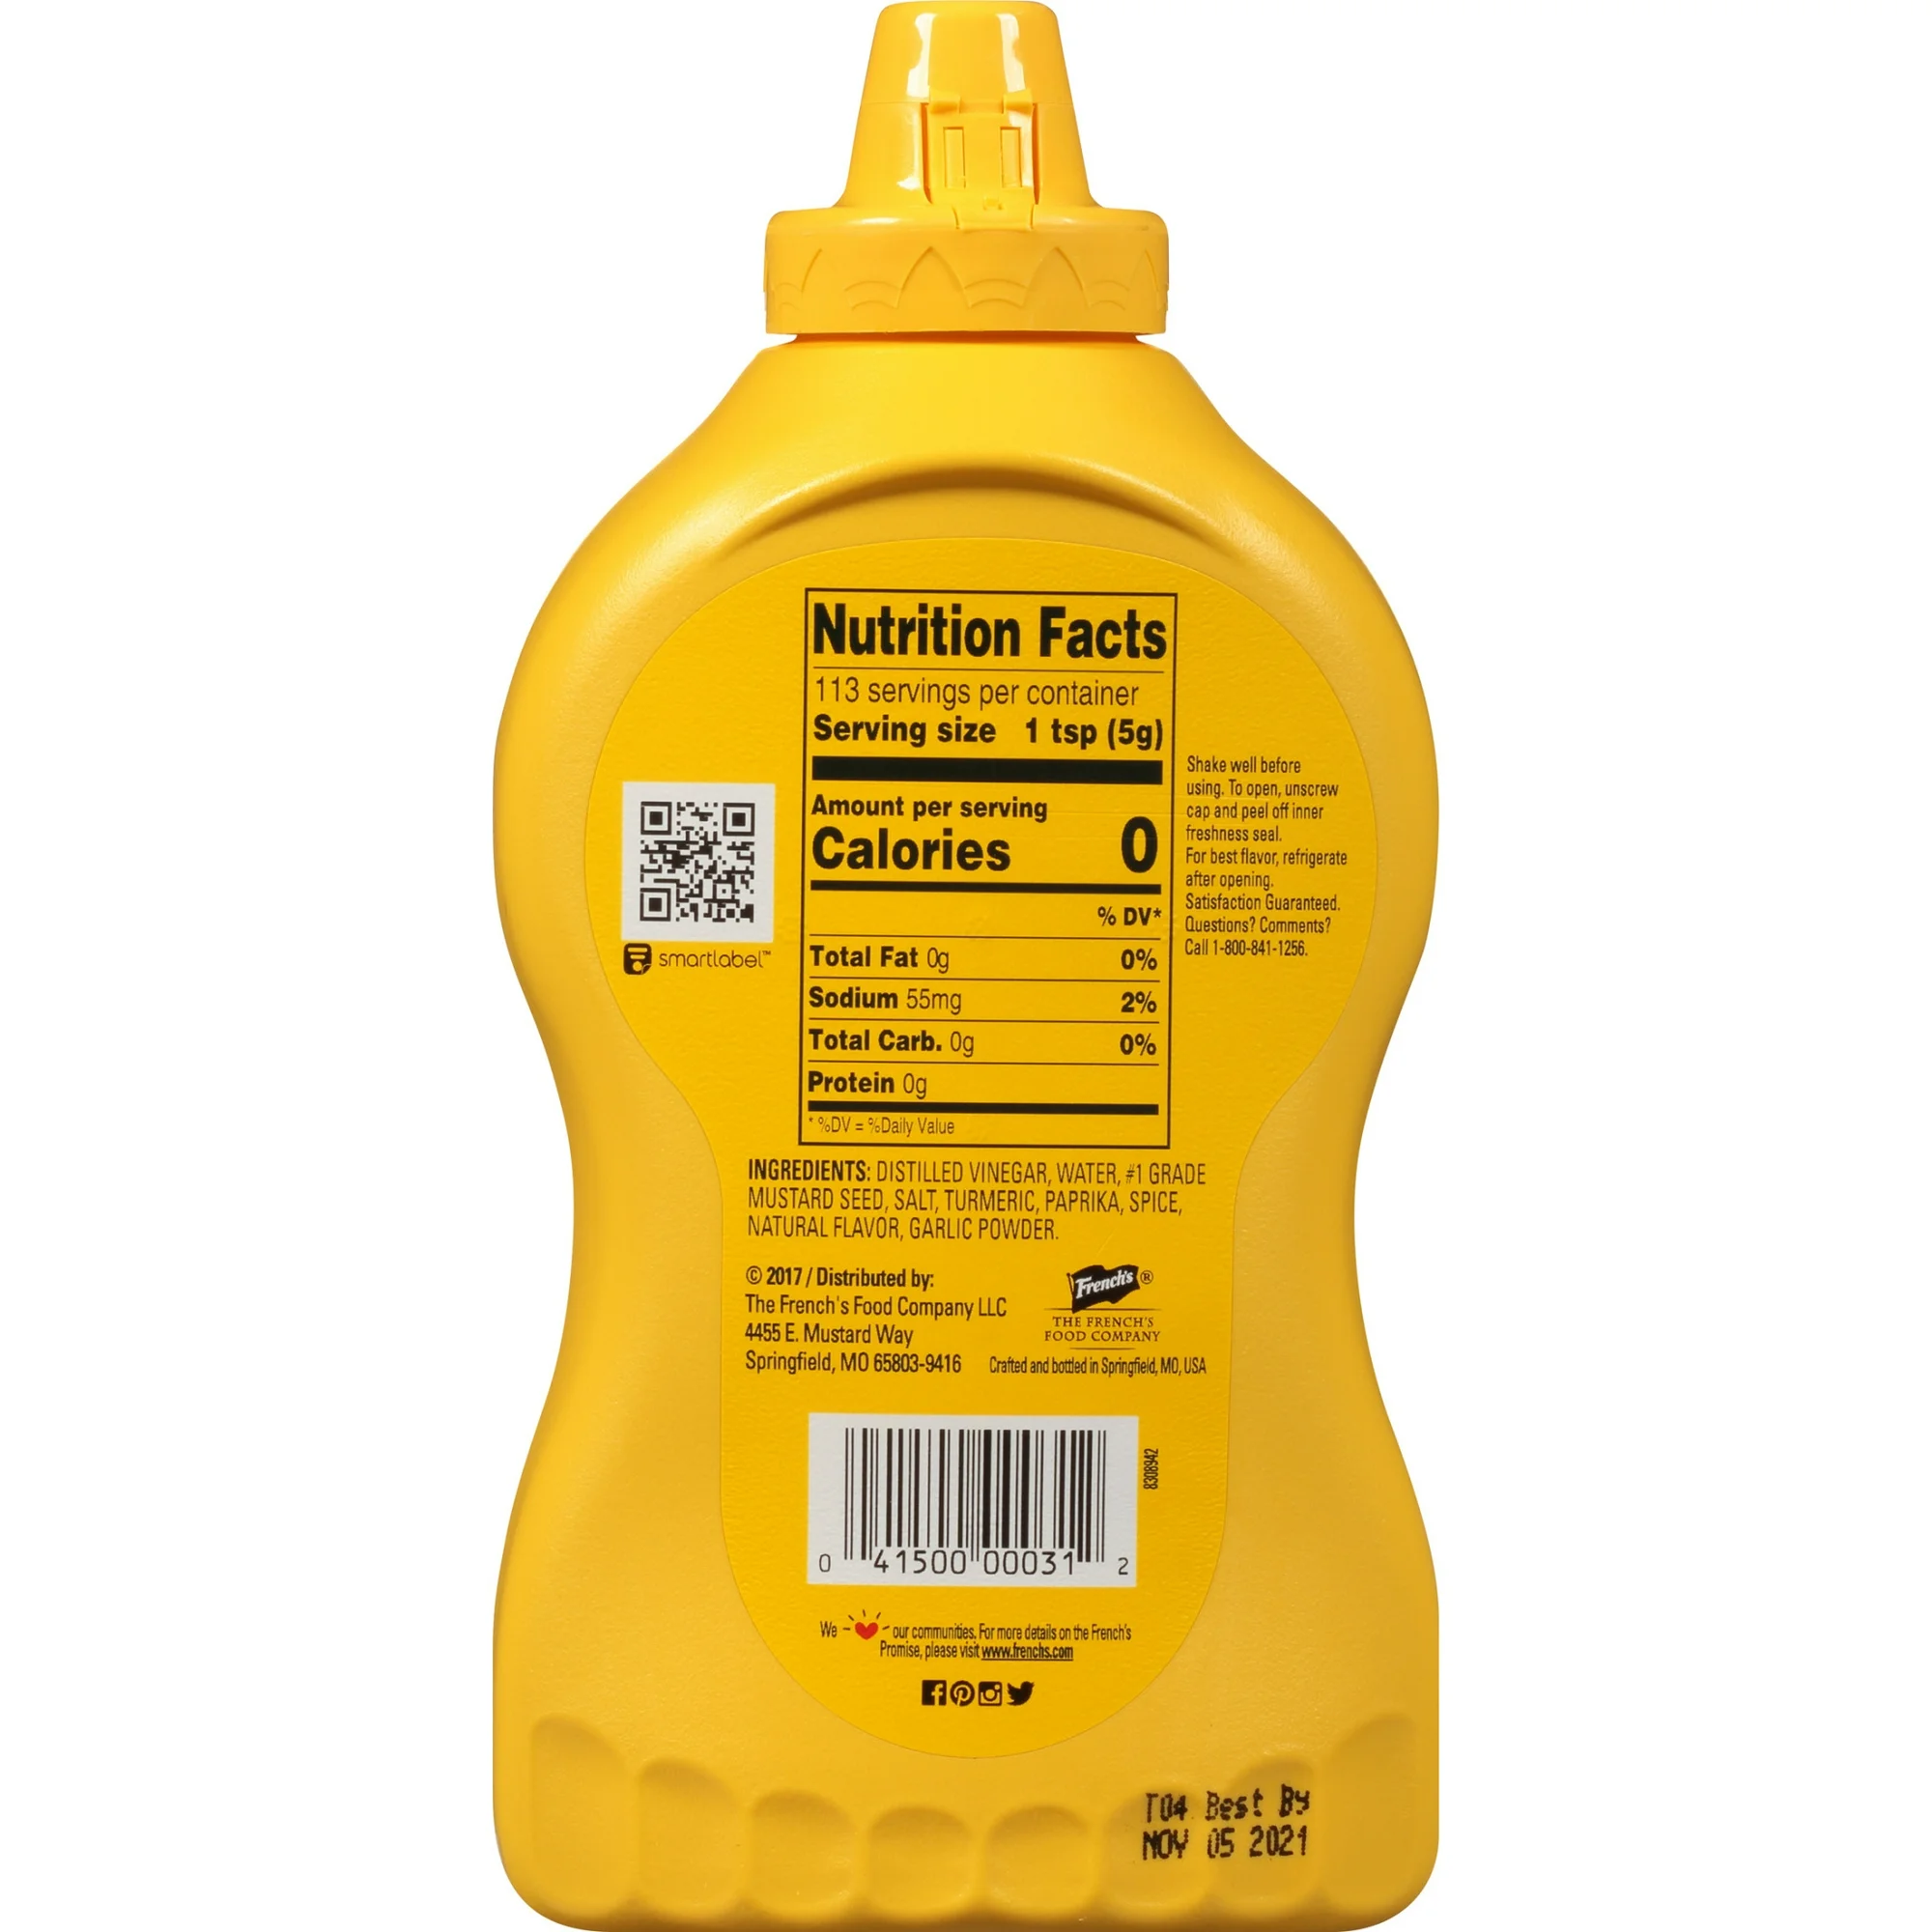 Nutrition Facts
113 servings per container
Serving size 1 tsp (5g)
Amount per serving
Calories 0
% DV*
Total Fat 0g 0%
Sodium 55mg 2%
Total Carb. 0g 0%
Protein 0g
* %DV = %Daily Value
smartlabel™
Shake well before
using. To open, unscrew
cap and peel off inner
freshness seal.
For best flavor, refrigerate
after opening.
Satisfaction Guaranteed.
Questions? Comments?
Call 1-800-841-1256.
INGREDIENTS: DISTILLED VINEGAR, WATER, #1 GRADE
MUSTARD SEED, SALT, TURMERIC, PAPRIKA, SPICE,
NATURAL FLAVOR, GARLIC POWDER.
© 2017 / Distributed by:
The French's Food Company LLC
4455 E. Mustard Way
Springfield, MO 65803-9416
French's ®
THE FRENCH'S
FOOD COMPANY
Crafted and bottled in Springfield, MO, USA
8308942
0 41500 00031 2
We our communities. For more details on the French's
Promise, please visit www.frenchs.com
T04 Best By
NOV 05 2021